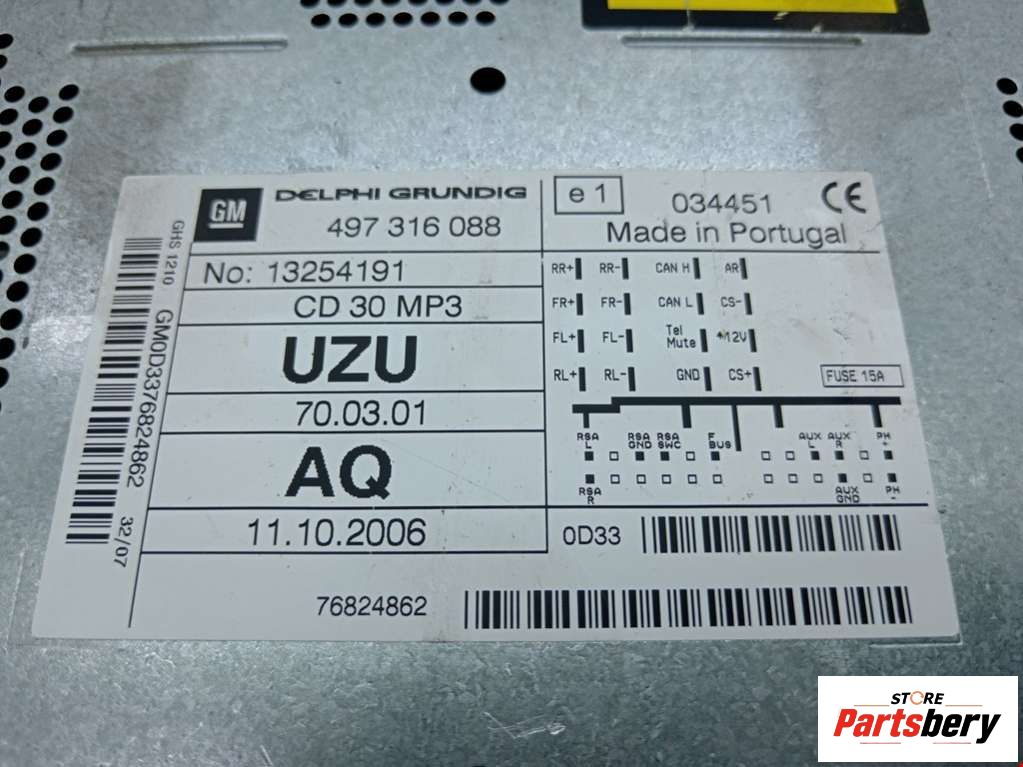 GM DELPHI GRUNDIG
497 316 088
e 1 034451 CE
Made in Portugal
No: 13254191
CD 30 MP3
UZU
70.03.01
AQ
11.10.2006
RR+ RR- CAN H AR
FR+ FR- CAN L CS-
FL+ FL- Tel Mute +12V
RL+ RL- GND CS+
FUSE 15A
RSA L RSA GND RSA SWC F BUS AUX L AUX R PH +
RSA R AUX GND PH -
0D33
76824862
GHS 1210 GM0D3376824862 32/07
STORE
Partsbery